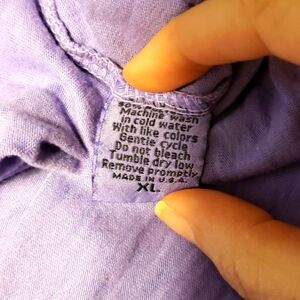 Machine wash
in cold water
With like colors
Gentle cycle
Do not bleach
Tumble dry low
Remove promptly
MADE IN U.S.A.
XL